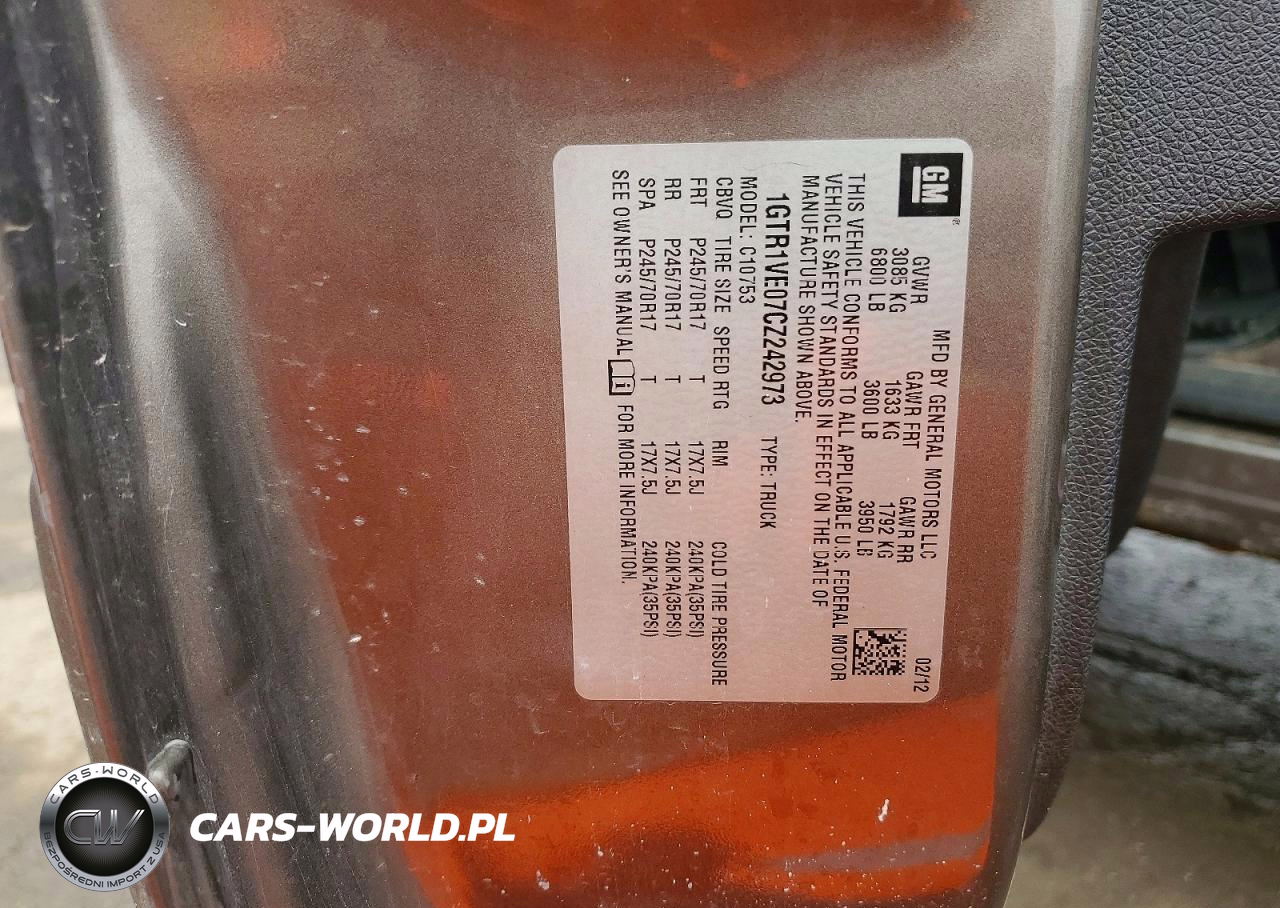 GM
®
MFD BY GENERAL MOTORS LLC 02/12
GVWR GAWR FRT GAWR RR
3085 KG 1633 KG 1792 KG
6800 LB 3600 LB 3950 LB
THIS VEHICLE CONFORMS TO ALL APPLICABLE U.S. FEDERAL MOTOR
VEHICLE SAFETY STANDARDS IN EFFECT ON THE DATE OF
MANUFACTURE SHOWN ABOVE.
1GTR1VE07CZ242973 TYPE: TRUCK
MODEL: C10753
CBVQ TIRE SIZE SPEED RTG RIM COLD TIRE PRESSURE
FRT P245/70R17 T 17X7.5J 240KPA(35PSI)
RR P245/70R17 T 17X7.5J 240KPA(35PSI)
SPA P245/70R17 T 17X7.5J 240KPA(35PSI)
SEE OWNER'S MANUAL i FOR MORE INFORMATION.
CARS-WORLD
CW
BEZPOŚREDNI IMPORT Z USA
CARS-WORLD.PL